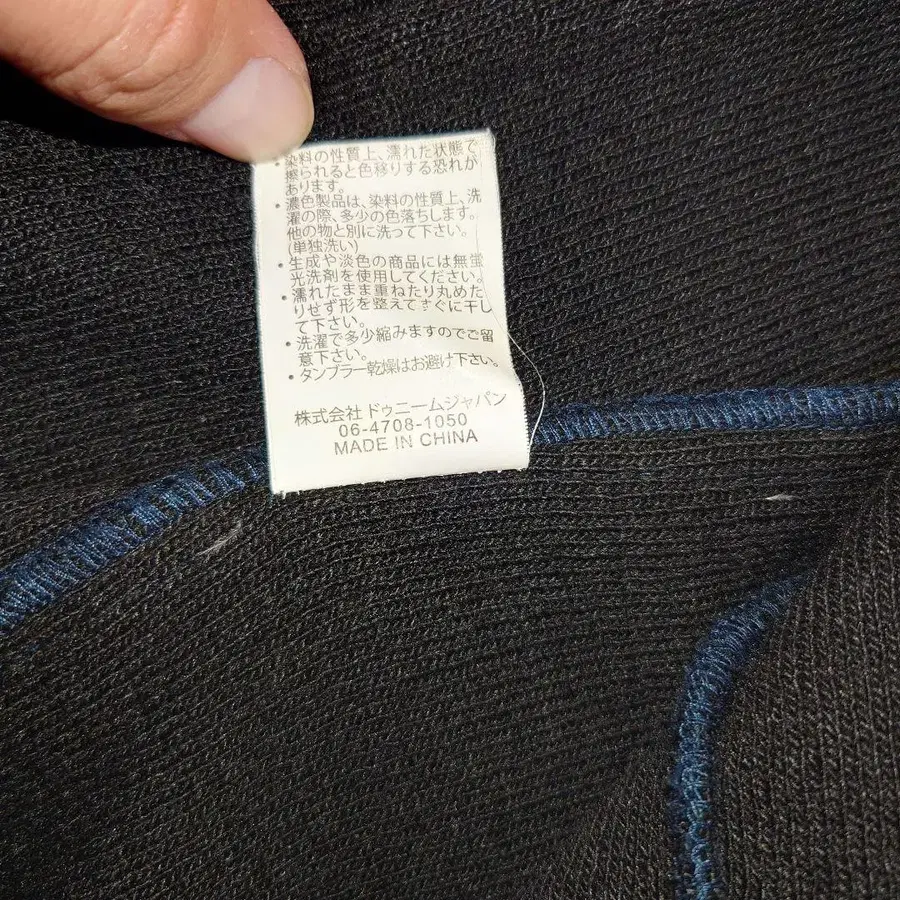 ・染料の性質上、濡れた状態で
擦られると色移りする恐れが
あります。
・濃色製品は、染料の性質上、洗
濯の際、多少の色落ちします。
他の物と別に洗って下さい。
(単独洗い)
・生成や淡色の商品には無蛍
光洗剤を使用してください。
・濡れたまま重ねたり丸めた
りせず形を整えてすぐに干し
て下さい。
・洗濯で多少縮みますのでご留
意下さい。
・タンブラー乾燥はお避け下さい。
株式会社 ドゥニームジャパン
06-4708-1050
MADE IN CHINA